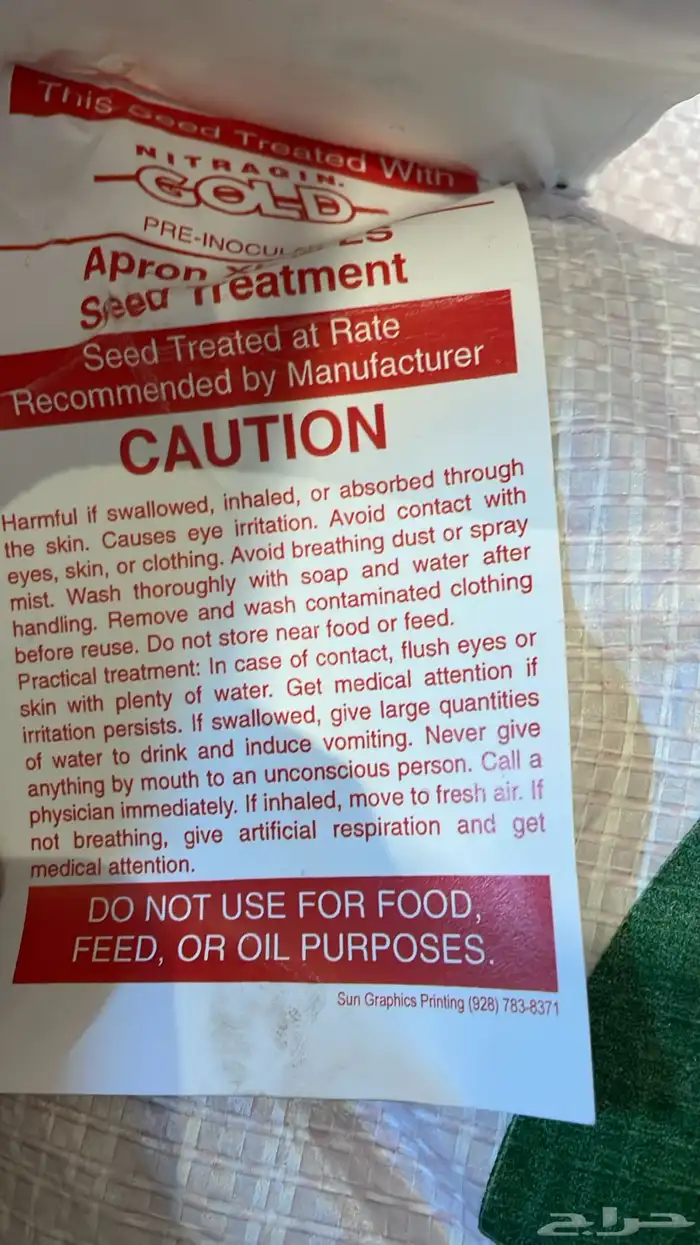 This Seed Treated With
NITRAGIN.
GOLD
PRE-INOCU
Apron
Seed Treatment
Seed Treated at Rate
Recommended by Manufacturer
CAUTION
Harmful if swallowed, inhaled, or absorbed through
the skin. Causes eye irritation. Avoid contact with
eyes, skin, or clothing. Avoid breathing dust or spray
mist. Wash thoroughly with soap and water after
handling. Remove and wash contaminated clothing
before reuse. Do not store near food or feed.
Practical treatment: In case of contact, flush eyes or
skin with plenty of water. Get medical attention if
irritation persists. If swallowed, give large quantities
of water to drink and induce vomiting. Never give
anything by mouth to an unconscious person. Call a
physician immediately. If inhaled, move to fresh air. If
not breathing, give artificial respiration and get
medical attention.
DO NOT USE FOR FOOD,
FEED, OR OIL PURPOSES.
Sun Graphics Printing (928) 783-8371
حراج